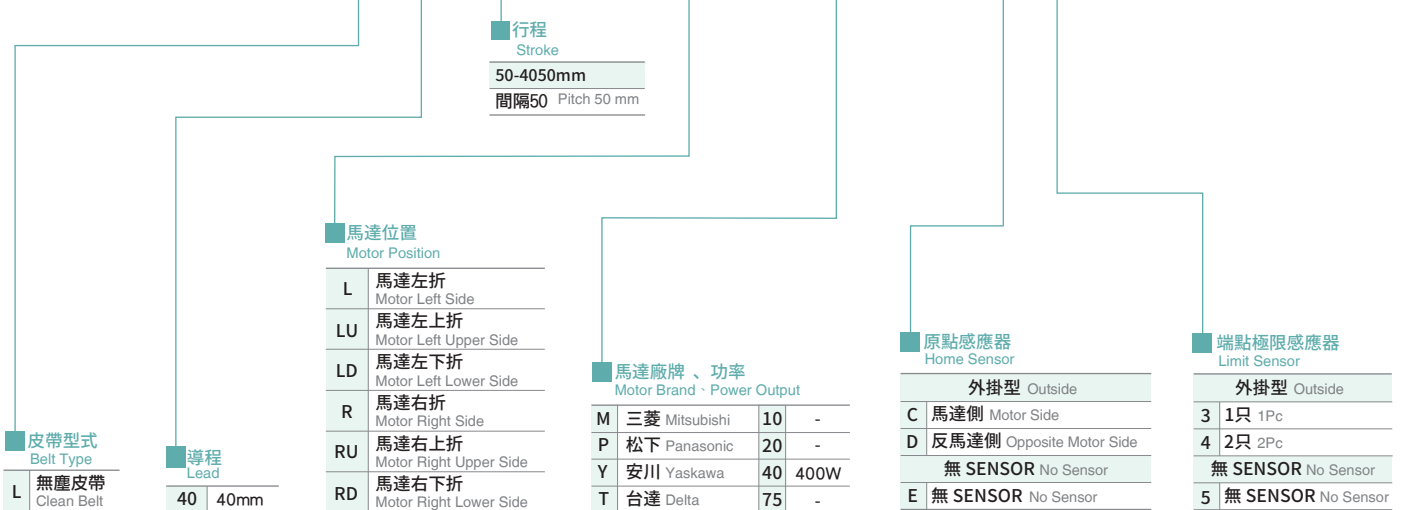 行程
Stroke
50-4050mm
間隔50 Pitch 50 mm
馬達位置
Motor Position
L 馬達左折
Motor Left Side
LU 馬達左上折
Motor Left Upper Side
LD 馬達左下折
Motor Left Lower Side
R 馬達右折
Motor Right Side
RU 馬達右上折
Motor Right Upper Side
RD 馬達右下折
Motor Right Lower Side
皮帶型式
Belt Type
L 無塵皮帶
Clean Belt
導程
Lead
40 40mm
馬達廠牌、功率
Motor Brand、Power Output
M 三菱 Mitsubishi 10 -
P 松下 Panasonic 20 -
Y 安川 Yaskawa 40 400W
T 台達 Delta 75 -
原點感應器
Home Sensor
外掛型 Outside
C 馬達側 Motor Side
D 反馬達側 Opposite Motor Side
無 SENSOR No Sensor
E 無 SENSOR No Sensor
端點極限感應器
Limit Sensor
外掛型 Outside
3 1只 1Pc
4 2只 2Pc
無 SENSOR No Sensor
5 無 SENSOR No Sensor